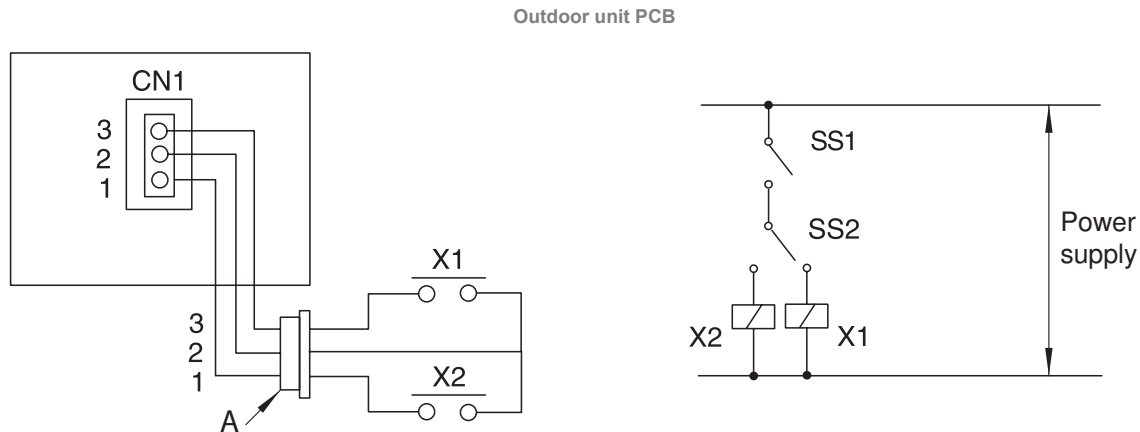 Outdoor unit PCB
CN1
3
2
1
X1
3
2
1
X2
A
SS1
SS2
X2
X1
Power
supply